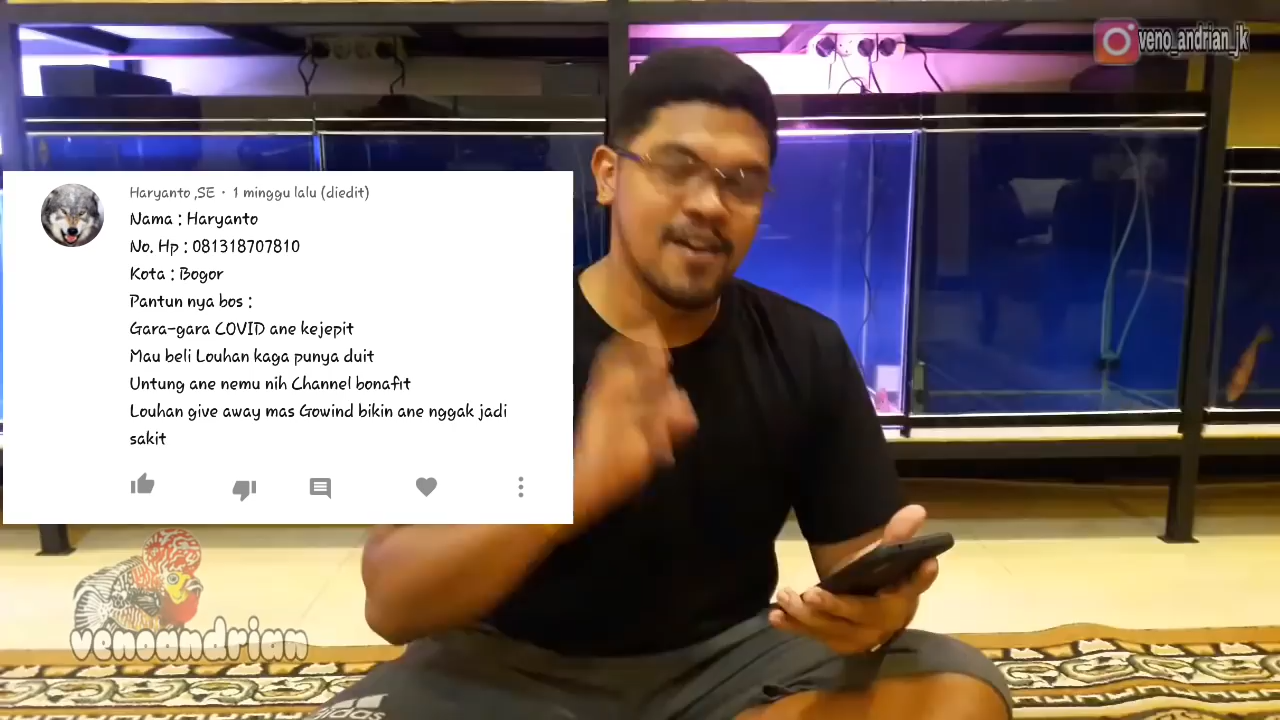 veno_andrian_jk
Haryanto ,SE · 1 minggu lalu (diedit)
Nama : Haryanto
No. Hp : 081318707810
Kota : Bogor
Pantun nya bos :
Gara-gara COVID ane kejepit
Mau beli Louhan kaga punya duit
Untung ane nemu nih Channel bonafit
Louhan give away mas Gowind bikin ane nggak jadi
sakit
venoandrian
adidas